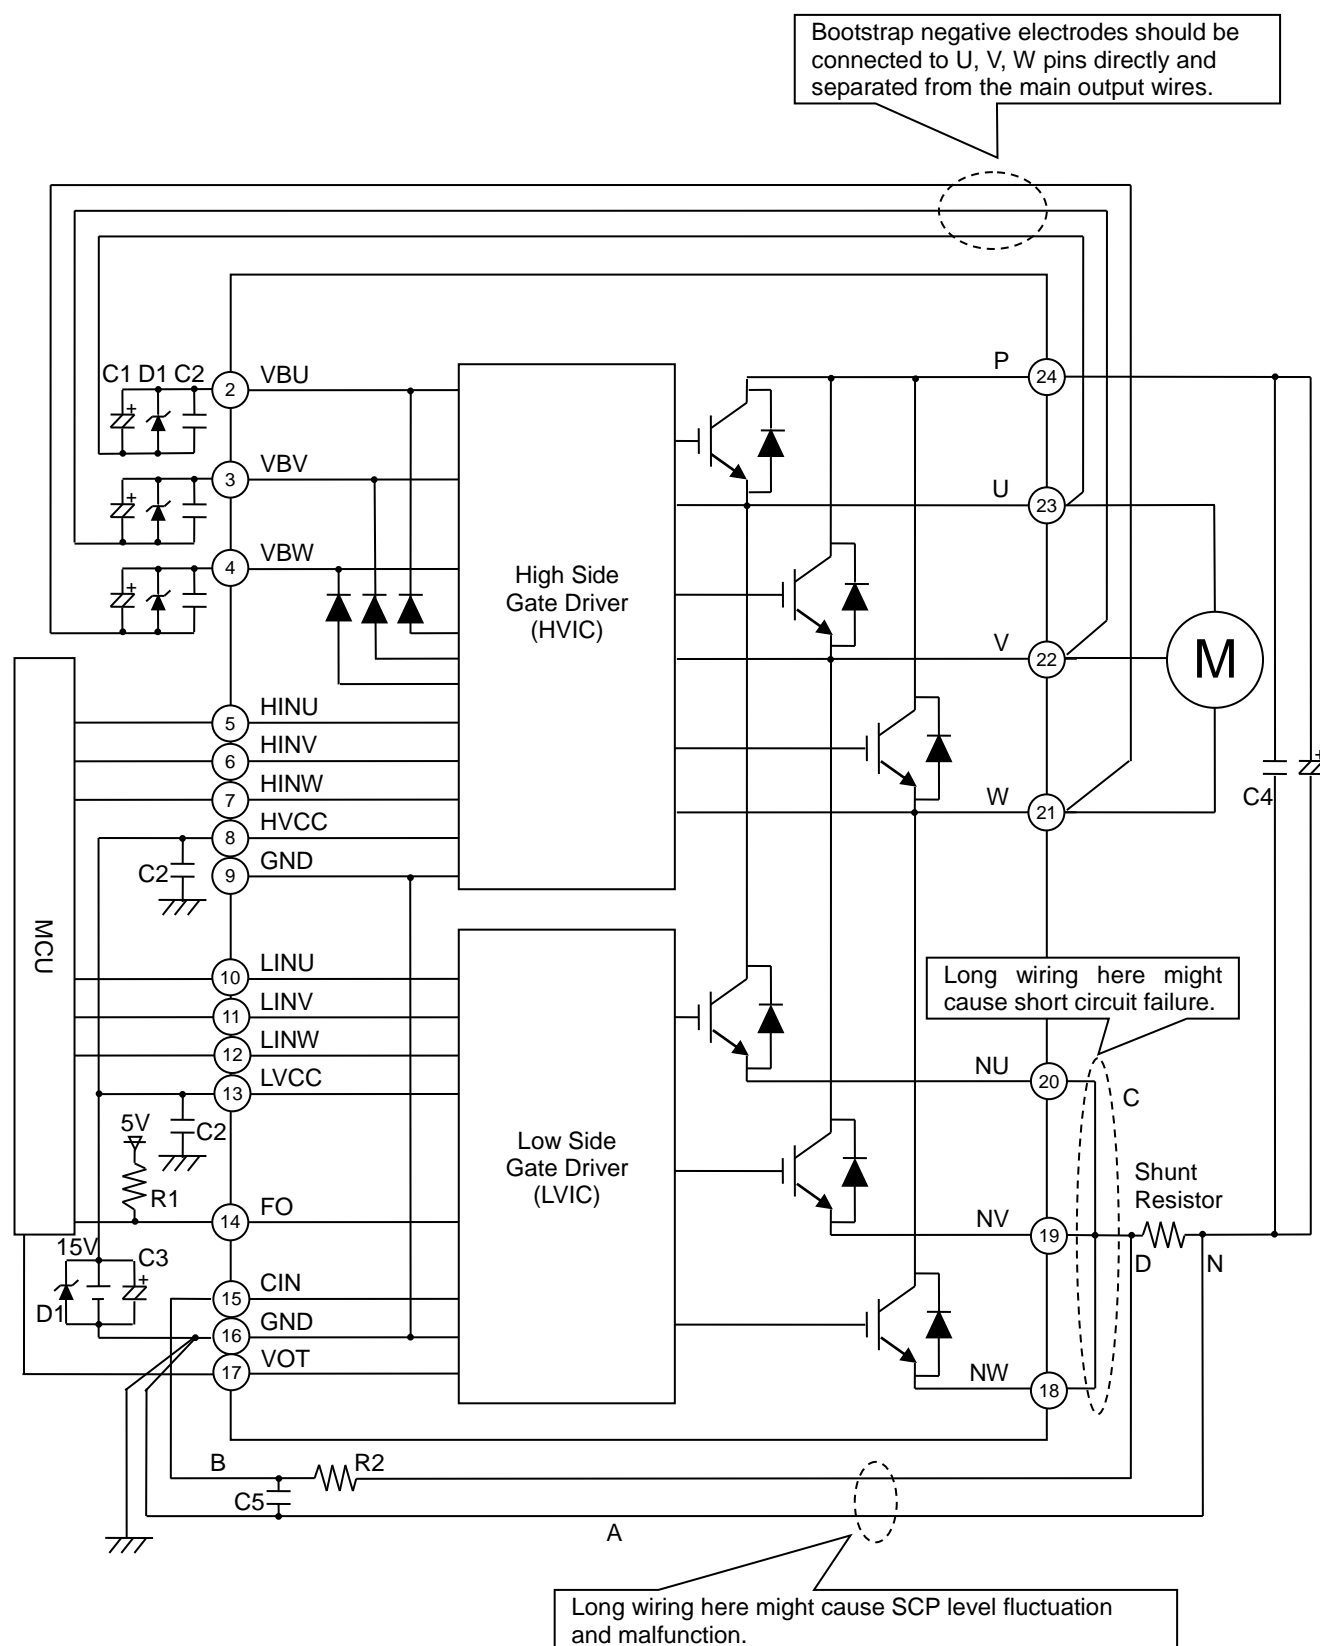 Bootstrap negative electrodes should be
connected to U, V, W pins directly and
separated from the main output wires.
C1 D1 C2
+
2
VBU
P
24
3
VBV
+
U
23
4
VBW
+
High Side
Gate Driver
(HVIC)
V
22
M
5
HINU
6
HINV
7
HINW
W
21
C4
+
8
HVCC
C2
9
GND
MCU
10
LINU
Long wiring here might
cause short circuit failure.
11
LINV
12
LINW
13
LVCC
NU
20
C
5V
C2
Low Side
Gate Driver
(LVIC)
R1
Shunt
Resistor
14
FO
NV
19
D
N
15V
C3
+
D1
15
CIN
16
GND
17
VOT
NW
18
B
R2
C5
A
Long wiring here might cause SCP level fluctuation
and malfunction.